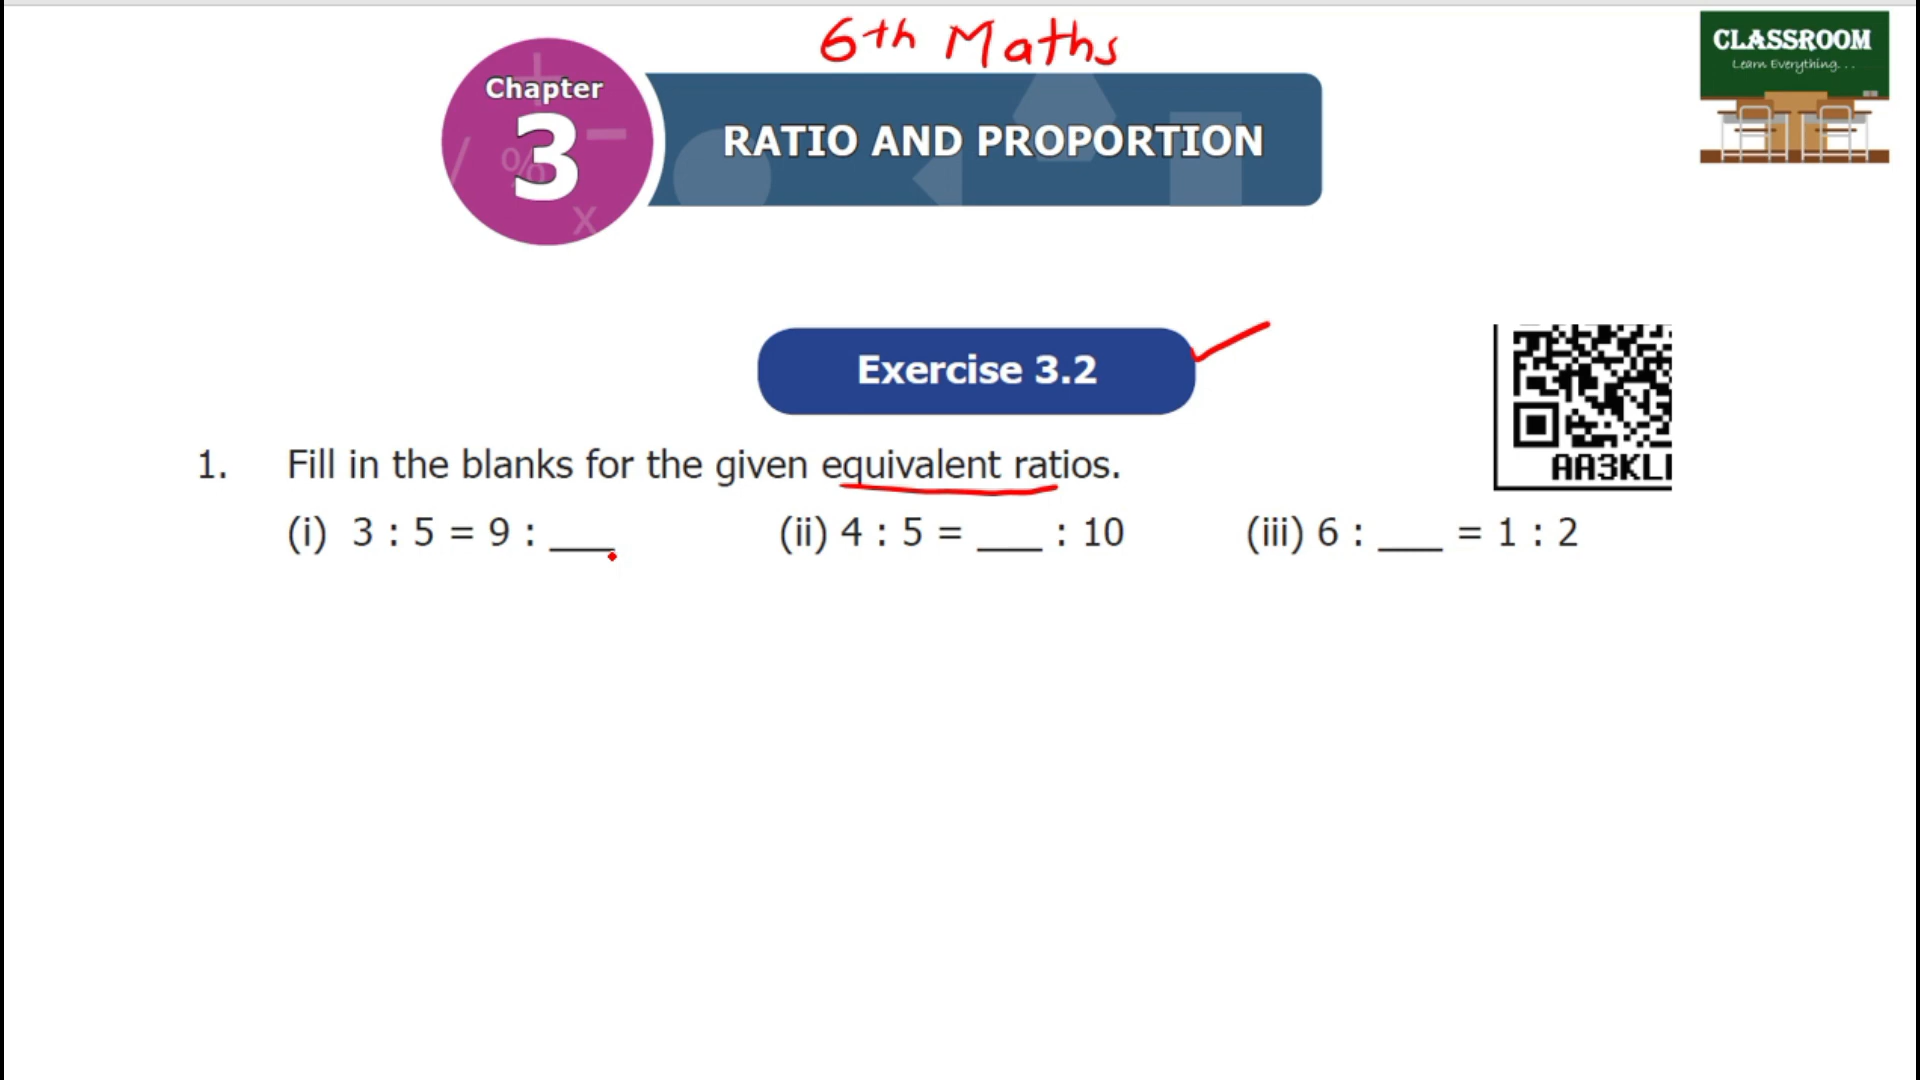 6th Maths
CLASSROOM
Learn Everything. . .
Chapter
3
RATIO AND PROPORTION
Exercise 3.2
AA3KL
1. Fill in the blanks for the given equivalent ratios.
(i) 3 : 5 = 9 : ___ (ii) 4 : 5 = ___ : 10 (iii) 6 : ___ = 1 : 2